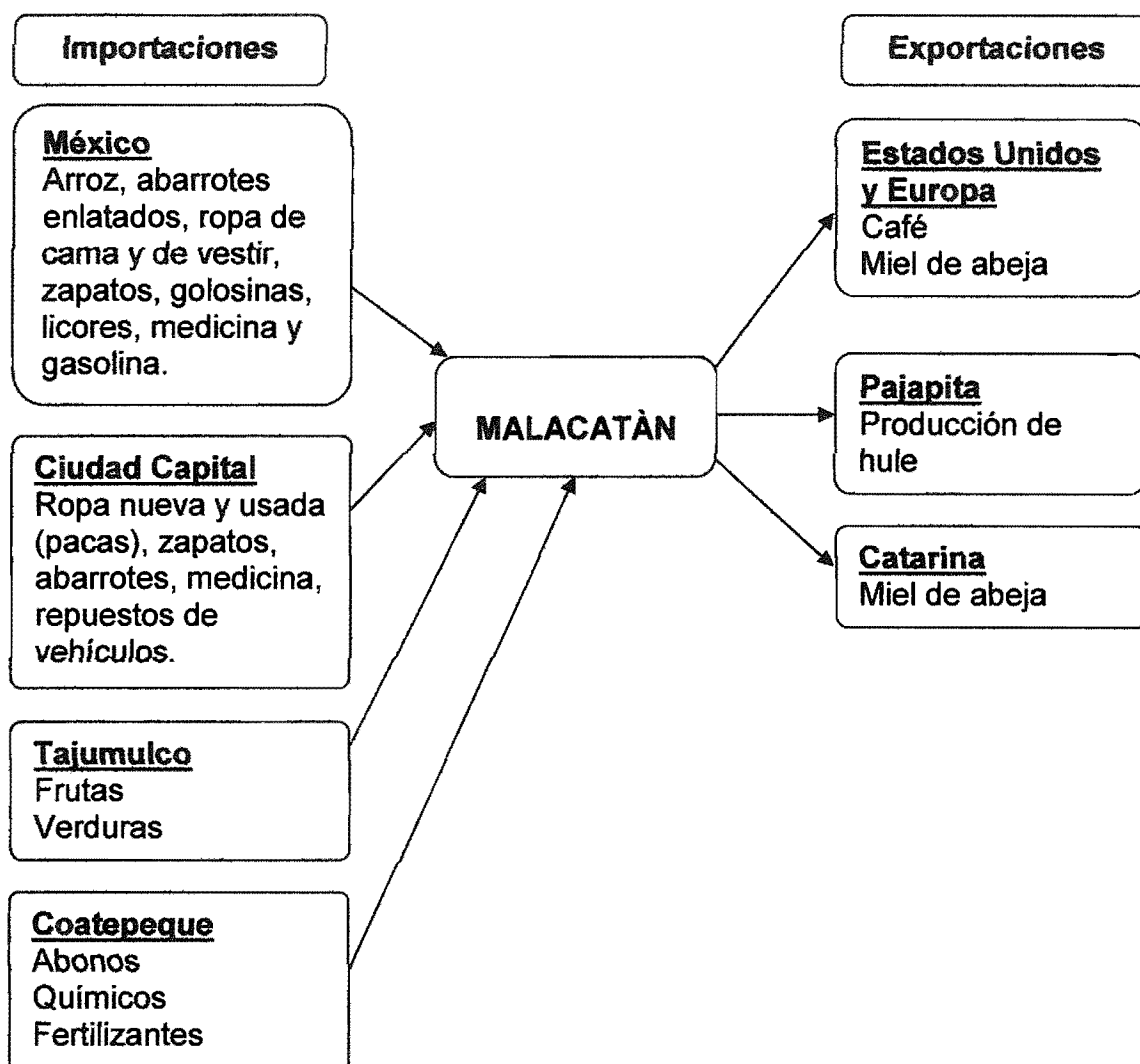 Importaciones
México
Arroz, abarrotes
enlatados, ropa de
cama y de vestir,
zapatos, golosinas,
licores, medicina y
gasolina.
Ciudad Capital
Ropa nueva y usada
(pacas), zapatos,
abarrotes, medicina,
repuestos de
vehículos.
Tajumulco
Frutas
Verduras
Coatepeque
Abonos
Químicos
Fertilizantes
MALACATÀN
Exportaciones
Estados Unidos
y Europa
Café
Miel de abeja
Pajapita
Producción de
hule
Catarina
Miel de abeja